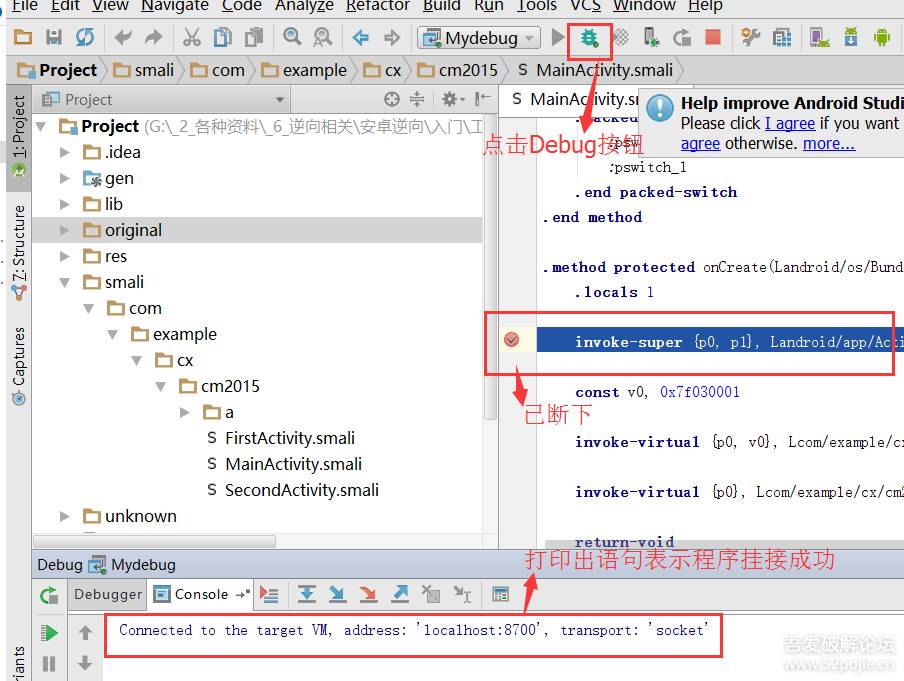 File Edit View Navigate Code Analyze Refactor Build Run Tools VCS Window Help
Mydebug
Project smali com example cx cm2015 MainActivity.smali
1: Project
Z: Structure
Captures
Project
Project (G:\_2_各种资料\_6_逆向相关\安卓逆向\入门\工
.idea
gen
lib
original
res
smali
com
example
cx
cm2015
a
FirstActivity.smali
MainActivity.smali
SecondActivity.smali
unknown
Help improve Android Studi
Please click I agree if you want
agree otherwise. more...
点击Debug按钮
:pswitch_1
.end packed-switch
.end method
.method protected onCreate(Landroid/os/Bund
.locals 1
invoke-super {p0, p1}, Landroid/app/Acti
已断下
const v0, 0x7f030001
invoke-virtual {p0, v0}, Lcom/example/cx
invoke-virtual {p0}, Lcom/example/cx/cm2
return-void
打印出语句表示程序挂接成功
Debug Mydebug
Debugger Console
Connected to the target VM, address: 'localhost:8700', transport: 'socket'
吾爱破解论坛
www.52pojie.cn